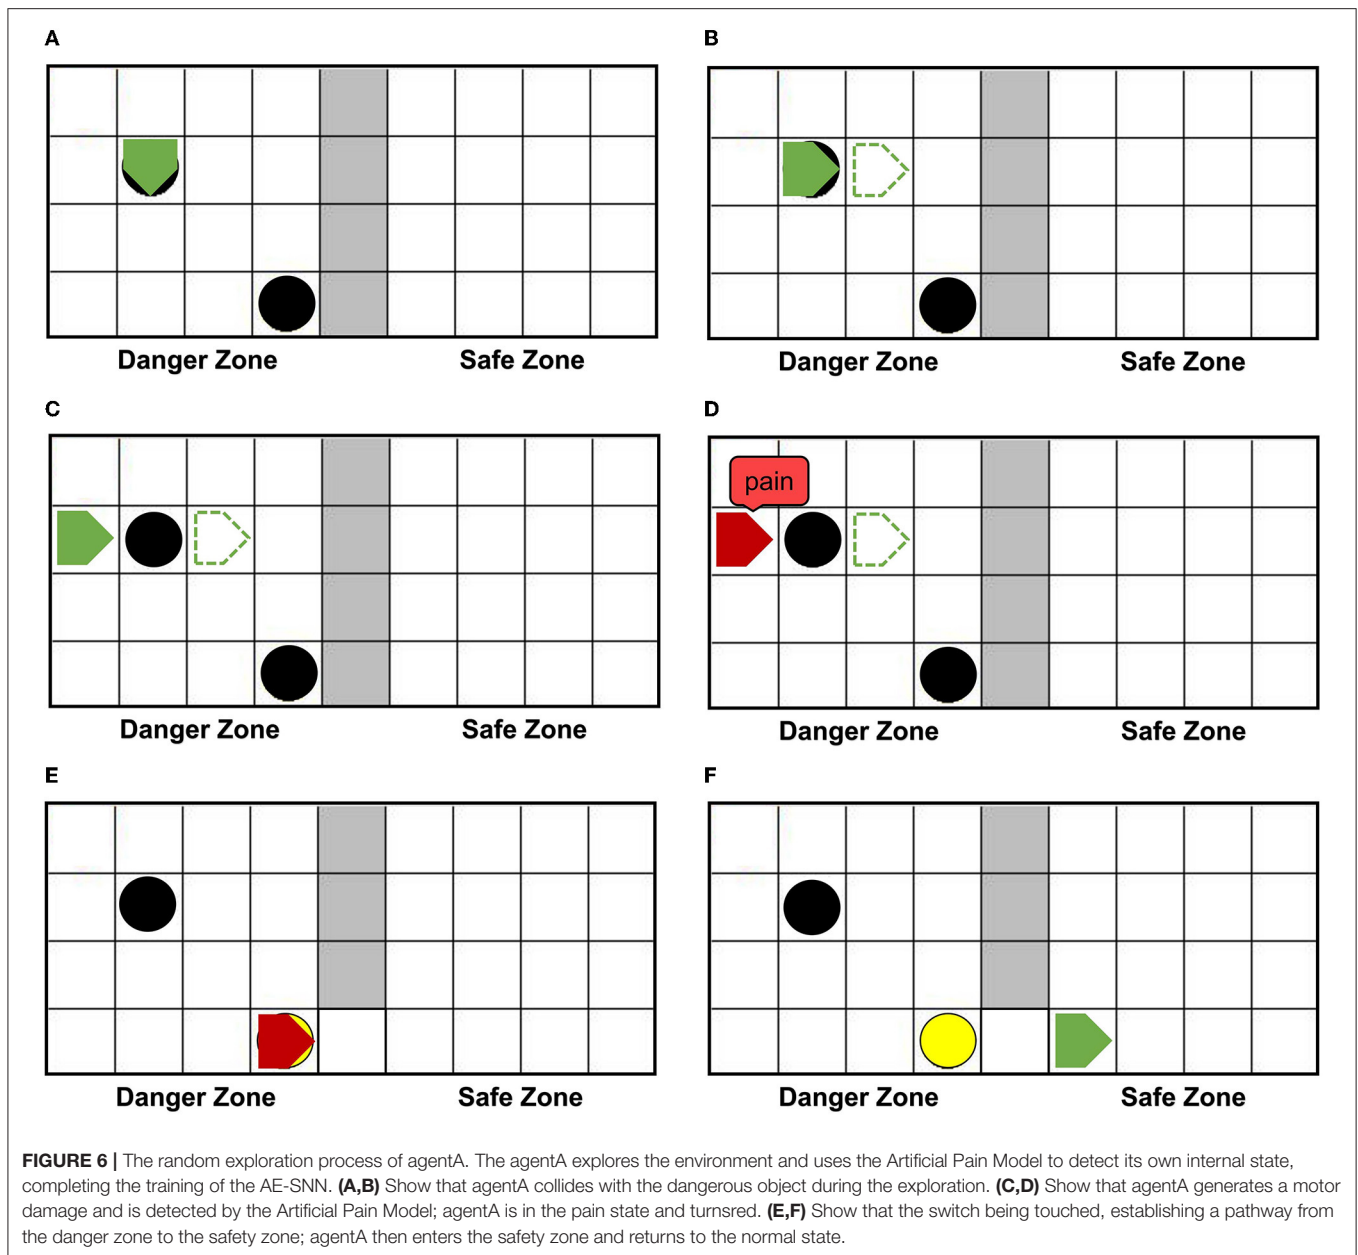 A
B
Danger Zone
Safe Zone
Danger Zone
Safe Zone
C
D
pain
Danger Zone
Safe Zone
Danger Zone
Safe Zone
E
F
Danger Zone
Safe Zone
Danger Zone
Safe Zone
FIGURE 6 | The random exploration process of agentA. The agentA explores the environment and uses the Artificial Pain Model to detect its own internal state,
completing the training of the AE-SNN. (A,B) Show that agentA collides with the dangerous object during the exploration. (C,D) Show that agentA generates a motor
damage and is detected by the Artificial Pain Model; agentA is in the pain state and turnsred. (E,F) Show that the switch being touched, establishing a pathway from
the danger zone to the safety zone; agentA then enters the safety zone and returns to the normal state.